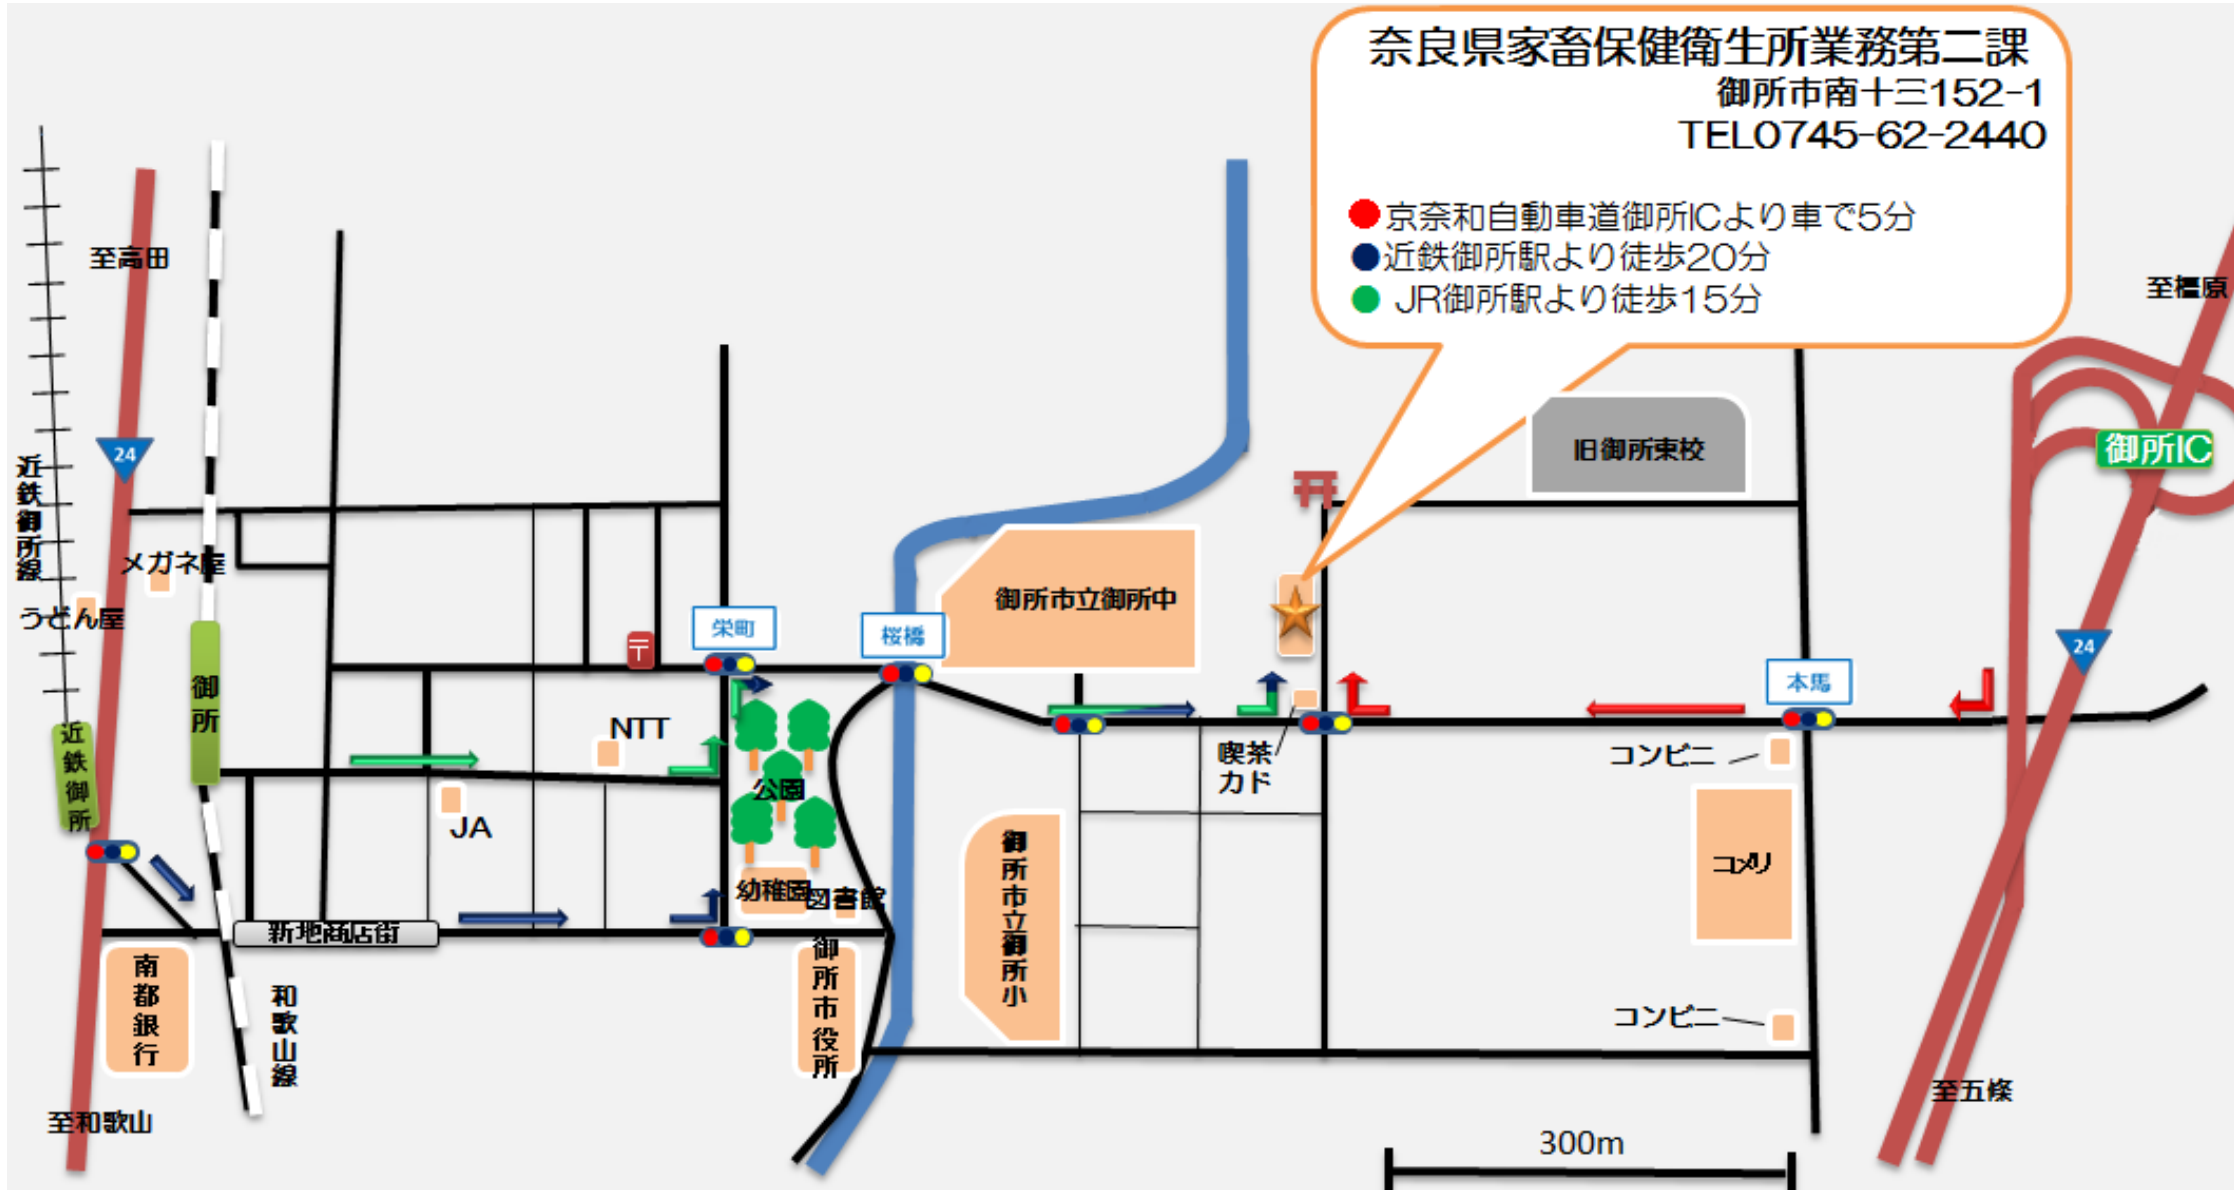 奈良県家畜保健衛生所業務第二課
御所市南十三152-1
TEL0745-62-2440
●京奈和自動車道御所ICより車で5分
●近鉄御所駅より徒歩20分
● JR御所駅より徒歩15分
至高田
至橿原
24
近鉄御所線
旧御所東校
御所IC
メガネ屋
うどん屋
御所市立御所中
栄町
桜橋
〒
24
御所
本馬
近鉄御所
NTT
喫茶
カド
コンビニ
公園
JA
コメリ
幼稚園
図書館
御所市立御所小
新地商店街
南都銀行
御所市役所
和歌山線
コンビニ
至五條
至和歌山
300m